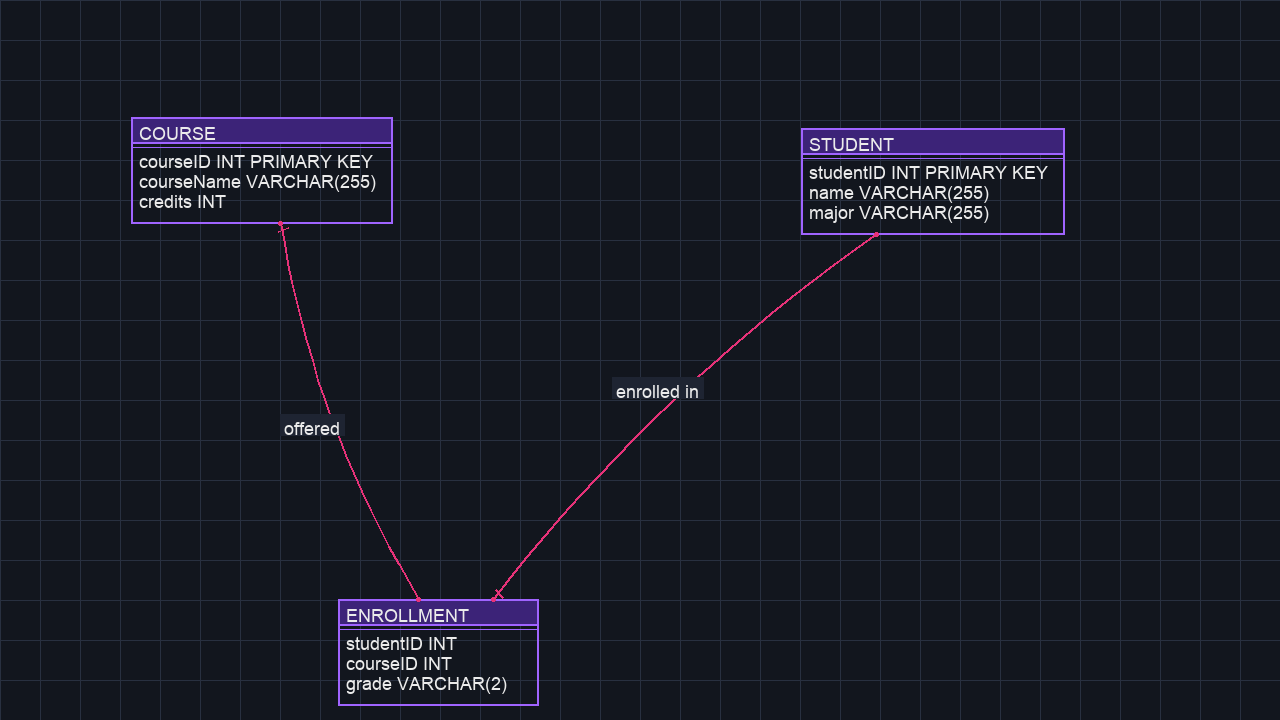 COURSE
courseID INT PRIMARY KEY
courseName VARCHAR(255)
credits INT
STUDENT
studentID INT PRIMARY KEY
name VARCHAR(255)
major VARCHAR(255)
enrolled in
offered
ENROLLMENT
studentID INT
courseID INT
grade VARCHAR(2)